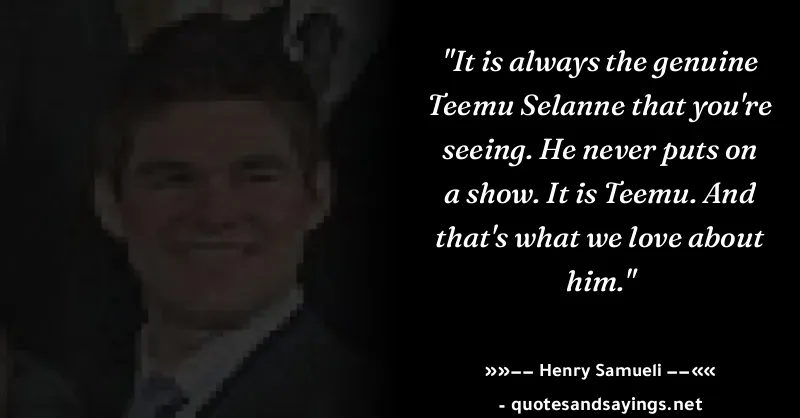 "It is always the genuine
Teemu Selanne that you're
seeing. He never puts on
a show. It is Teemu. And
that's what we love about
him."
»»–– Henry Samueli ––««
- quotesandsayings.net